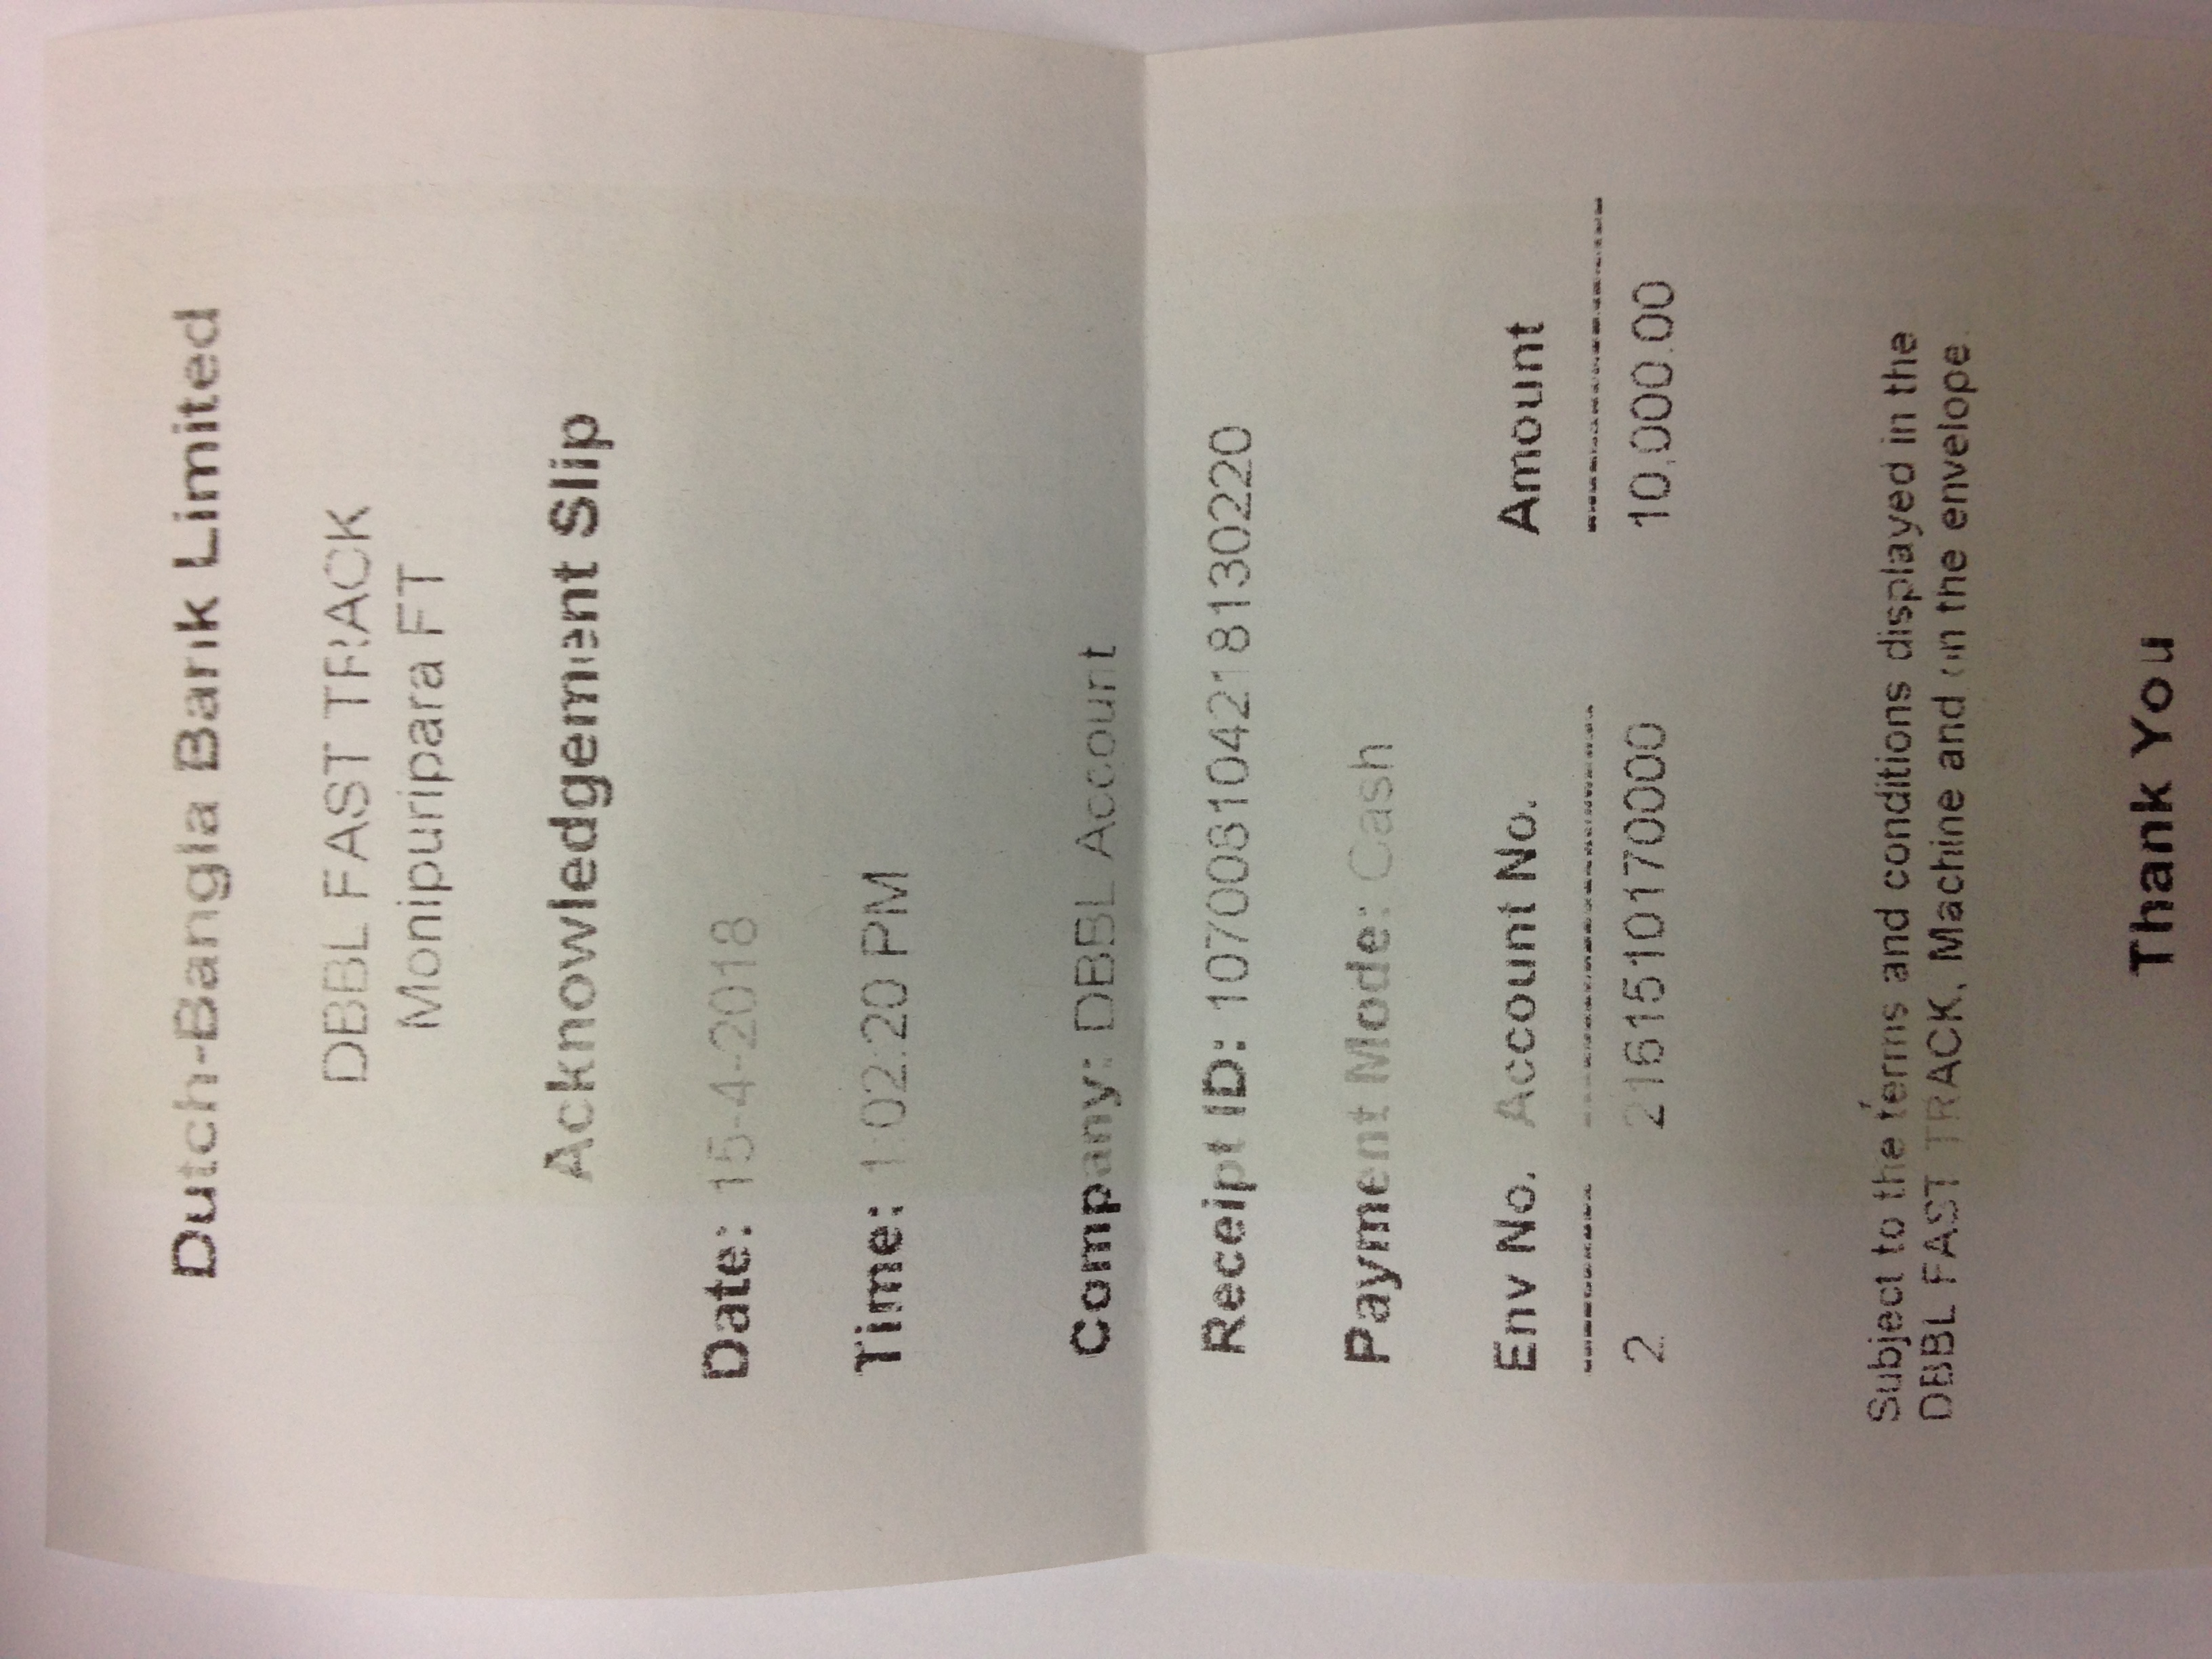 Dutch-Bangla Bank Limited
DBBL FAST TRACK
Monipuripara FT
Acknowledgement Slip
Date: 15-4-2018
Time: 1:02:20 PM
Company: DBBL Account
Receipt ID: 107008104218130220
Payment Mode: Cash
Env No. Account No. Amount
2 2161510170000 10,000.00
Subject to the terms and conditions displayed in the
DBBL FAST TRACK, Machine and on the envelope.
Thank You